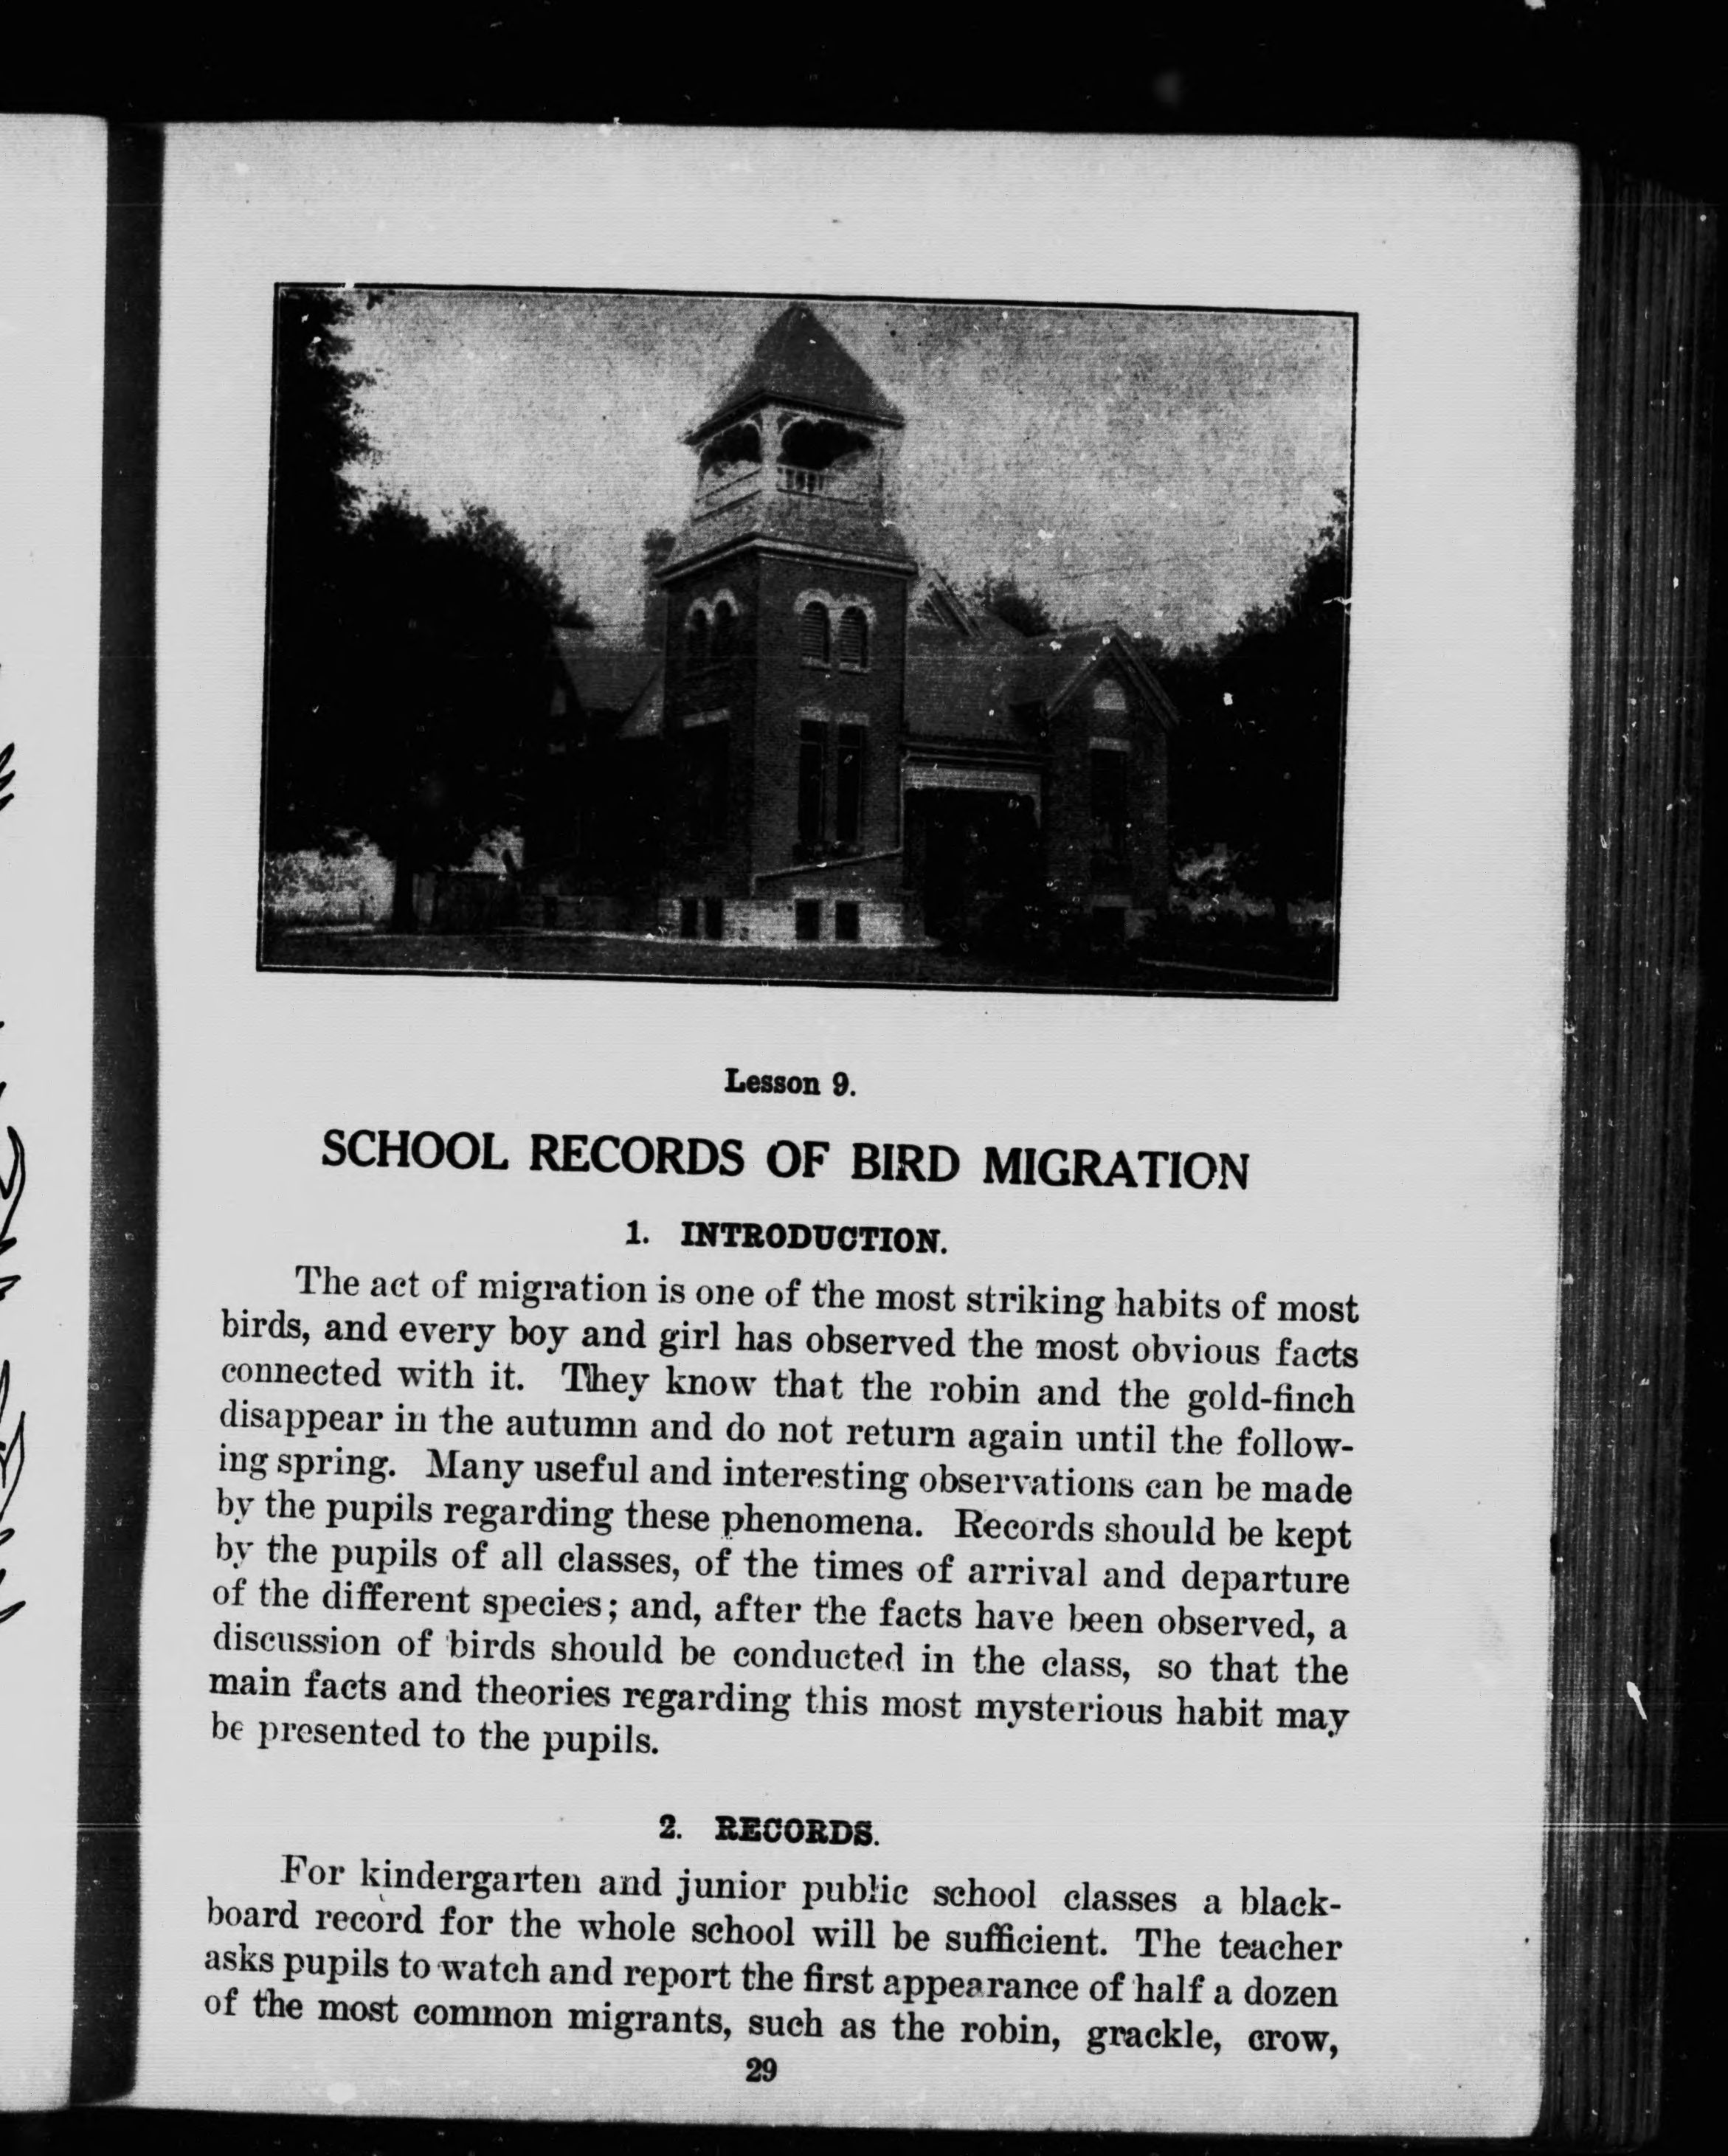 Lesson 9.
SCHOOL RECORDS OF BIRD MIGRATION
1. INTRODUCTION.
The act of migration is one of the most striking habits of most
birds, and every boy and girl has observed the most obvious facts
connected with it. They know that the robin and the gold-finch
disappear in the autumn and do not return again until the follow-
ing spring. Many useful and interesting observations can be made
by the pupils regarding these phenomena. Records should be kept
by the pupils of all classes, of the times of arrival and departure
of the different species; and, after the facts have been observed, a
discussion of birds should be conducted in the class, so that the
main facts and theories regarding this most mysterious habit may
be presented to the pupils.
2. RECORDS.
For kindergarten and junior public school classes a black-
board record for the whole school will be sufficient. The teacher
asks pupils to watch and report the first appearance of half a dozen
of the most common migrants, such as the robin, grackle, crow,
29